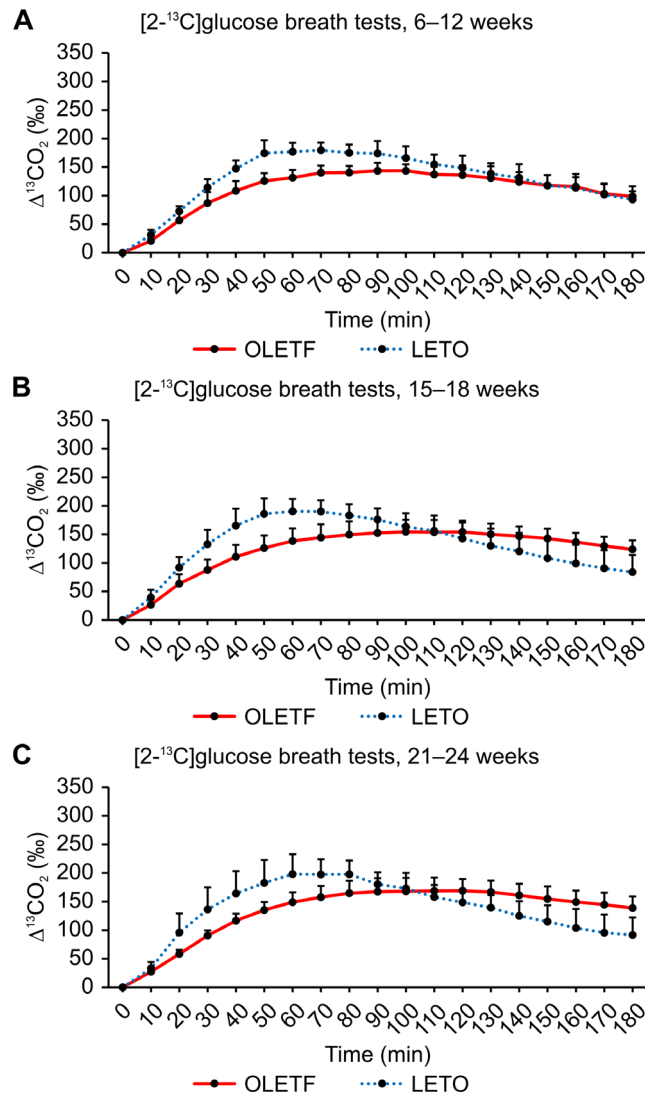 A
[2-¹³C]glucose breath tests, 6–12 weeks
Δ¹³CO₂ (‰)
350
300
250
200
150
100
50
0
0 10 20 30 40 50 60 70 80 90 100 110 120 130 140 150 160 170 180
Time (min)
OLETF LETO
B
[2-¹³C]glucose breath tests, 15–18 weeks
Δ¹³CO₂ (‰)
350
300
250
200
150
100
50
0
0 10 20 30 40 50 60 70 80 90 100 110 120 130 140 150 160 170 180
Time (min)
OLETF LETO
C
[2-¹³C]glucose breath tests, 21–24 weeks
Δ¹³CO₂ (‰)
350
300
250
200
150
100
50
0
0 10 20 30 40 50 60 70 80 90 100 110 120 130 140 150 160 170 180
Time (min)
OLETF LETO